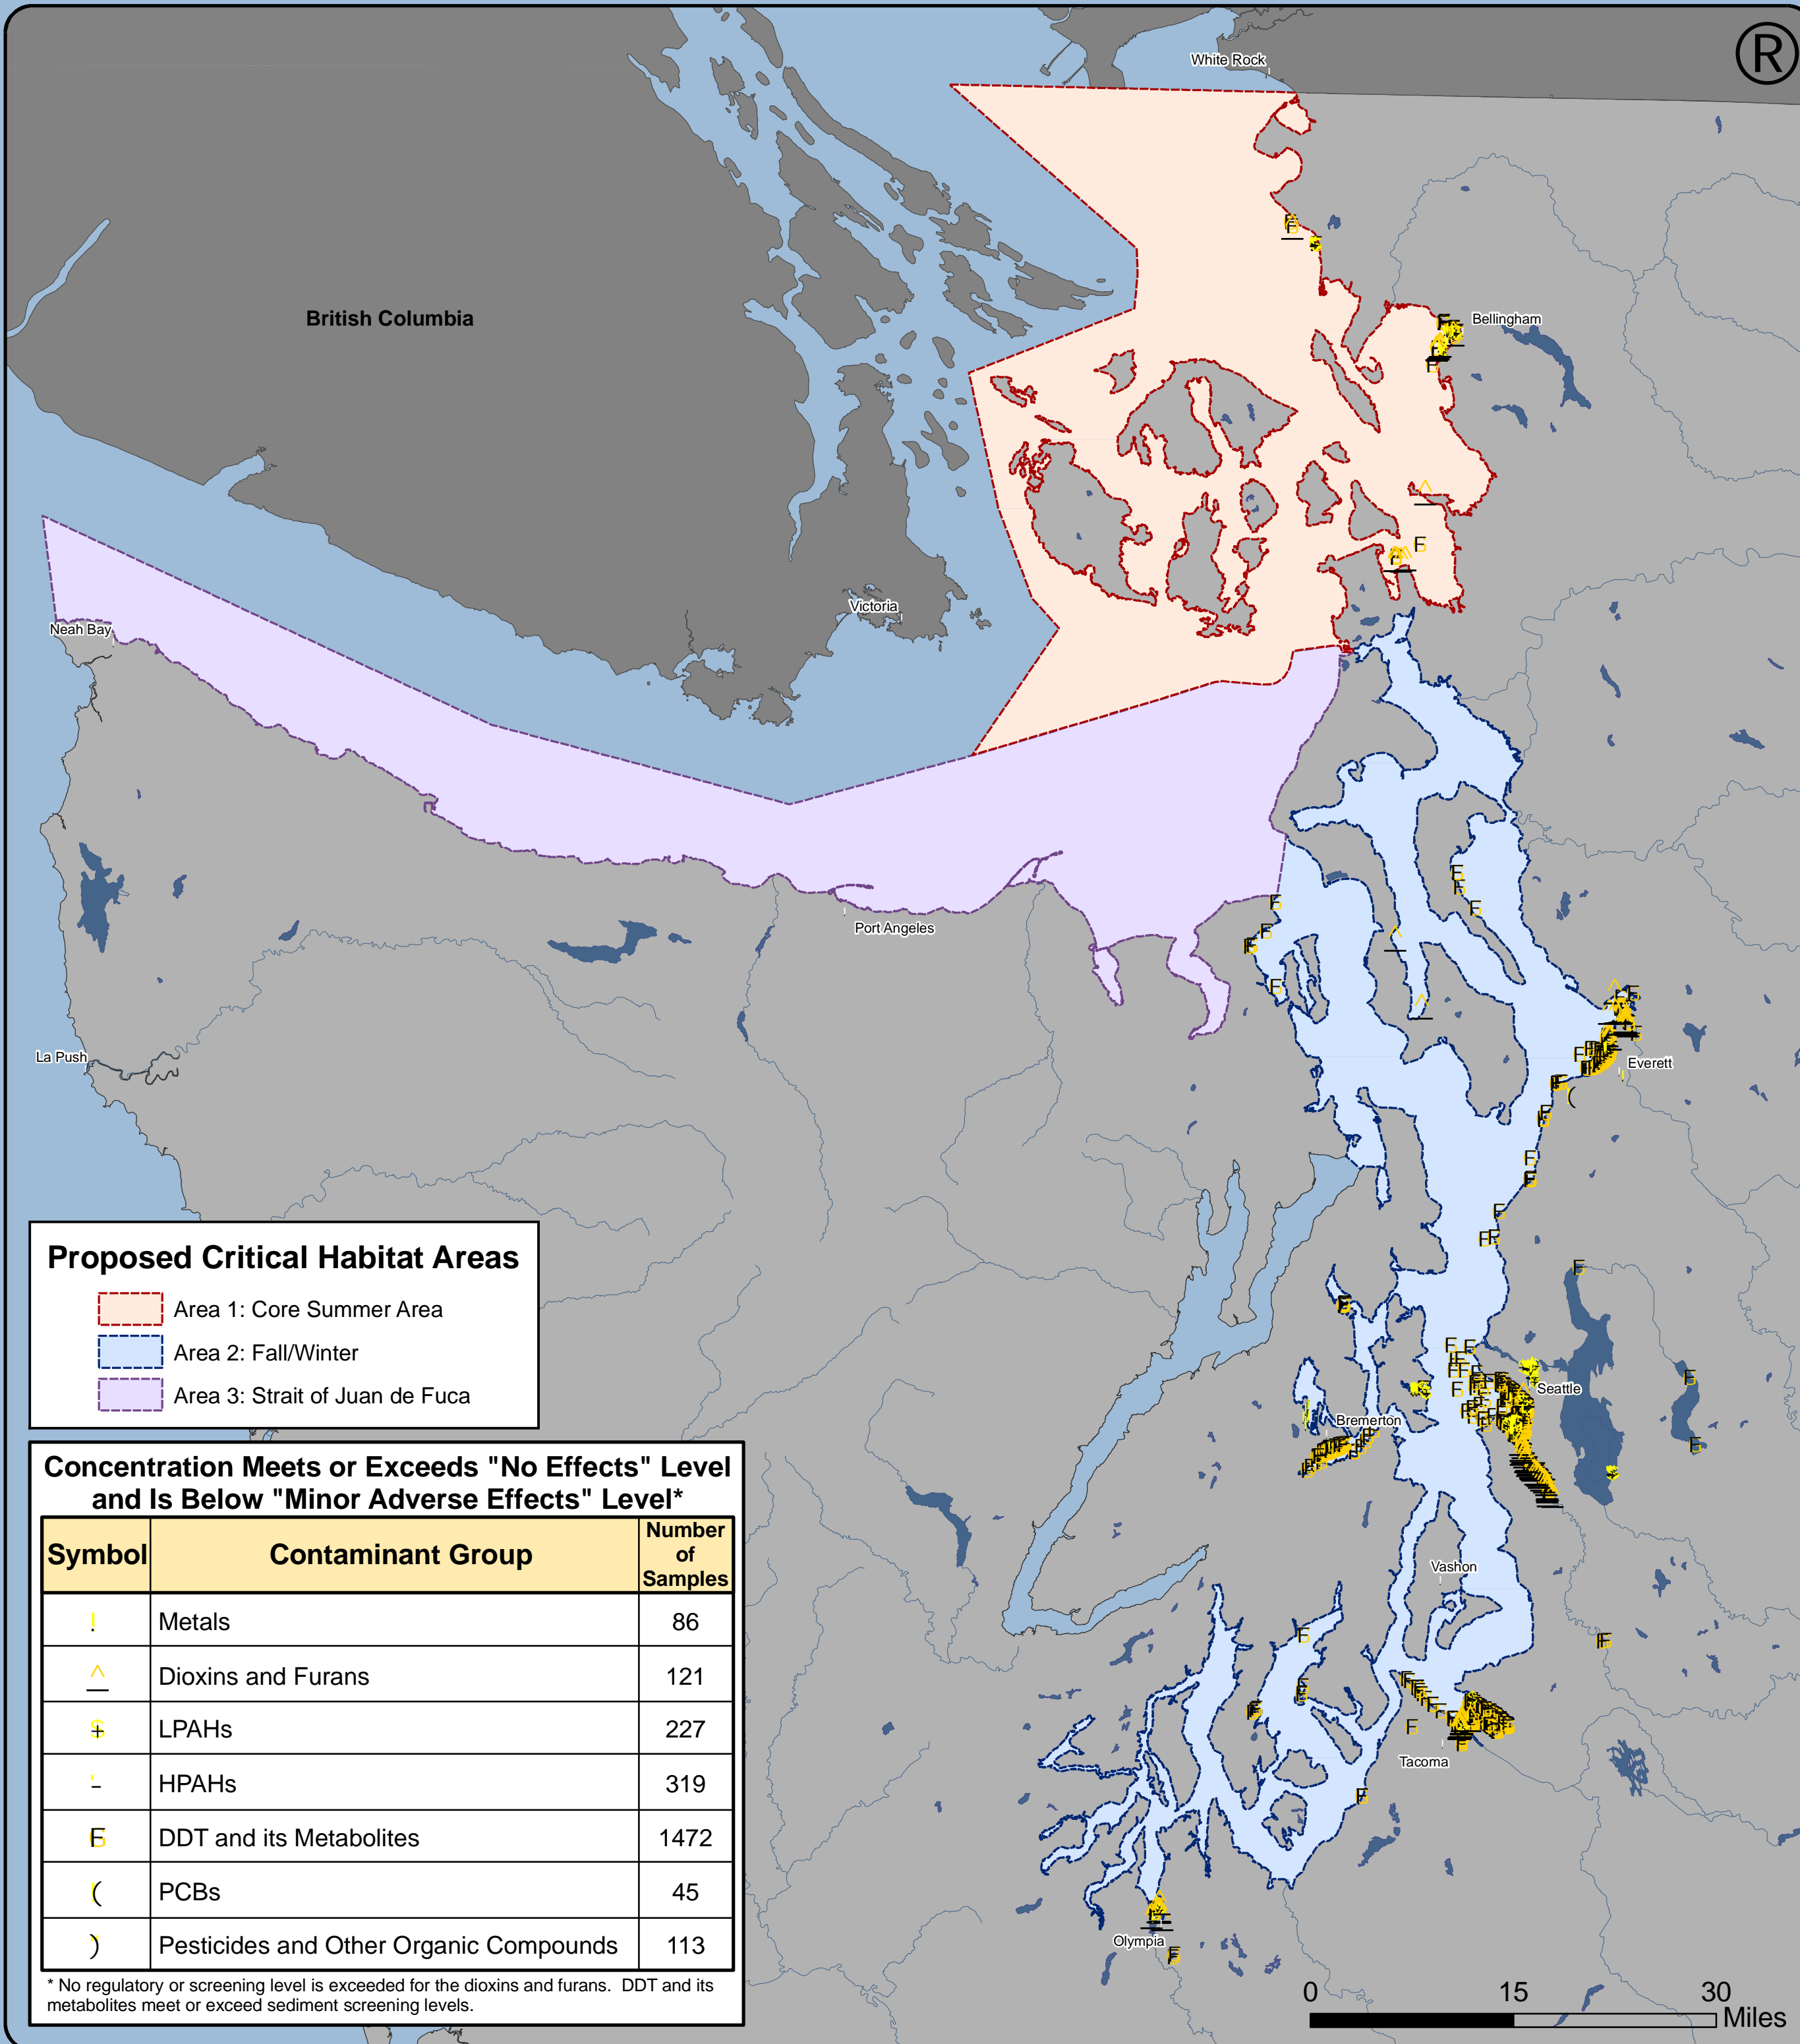 ®
White Rock
British Columbia
Bellingham
Victoria
Neah Bay
Port Angeles
La Push
Everett
Seattle
Bremerton
Vashon
Tacoma
Olympia
Proposed Critical Habitat Areas
Area 1: Core Summer Area
Area 2: Fall/Winter
Area 3: Strait of Juan de Fuca
Concentration Meets or Exceeds "No Effects" Level
and Is Below "Minor Adverse Effects" Level*
Symbol Contaminant Group Number of Samples
Metals 86
Dioxins and Furans 121
LPAHs 227
HPAHs 319
F DDT and its Metabolites 1472
( PCBs 45
) Pesticides and Other Organic Compounds 113
* No regulatory or screening level is exceeded for the dioxins and furans. DDT and its
metabolites meet or exceed sediment screening levels.
0 15 30
Miles